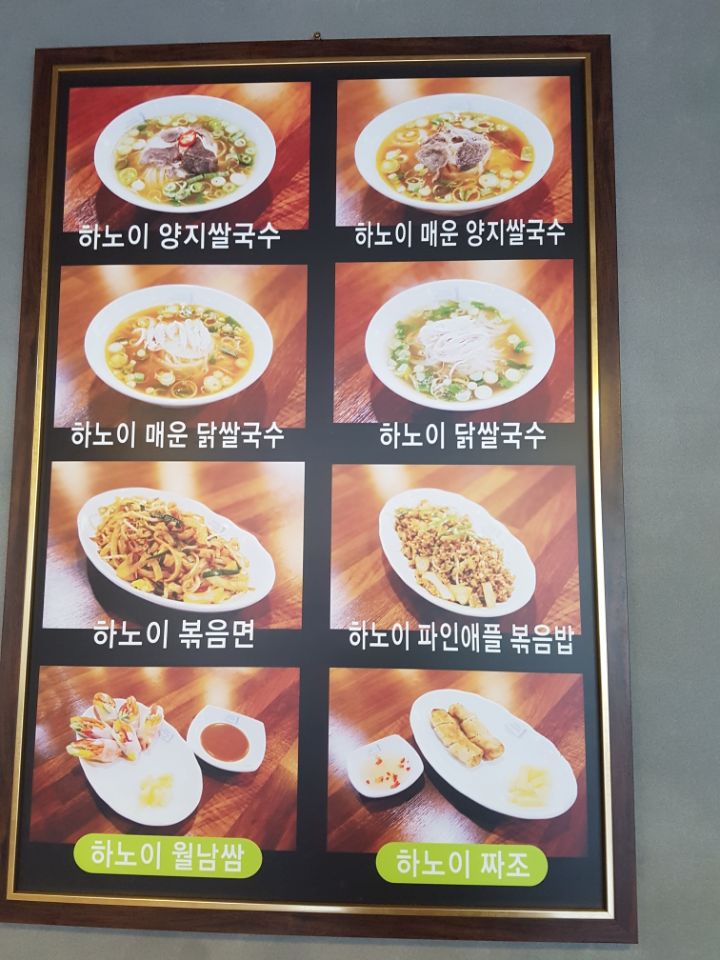 하노이 양지쌀국수
하노이 매운 양지쌀국수
하노이 매운 닭쌀국수
하노이 닭쌀국수
하노이 볶음면
하노이 파인애플 볶음밥
하노이 월남쌈
하노이 짜조